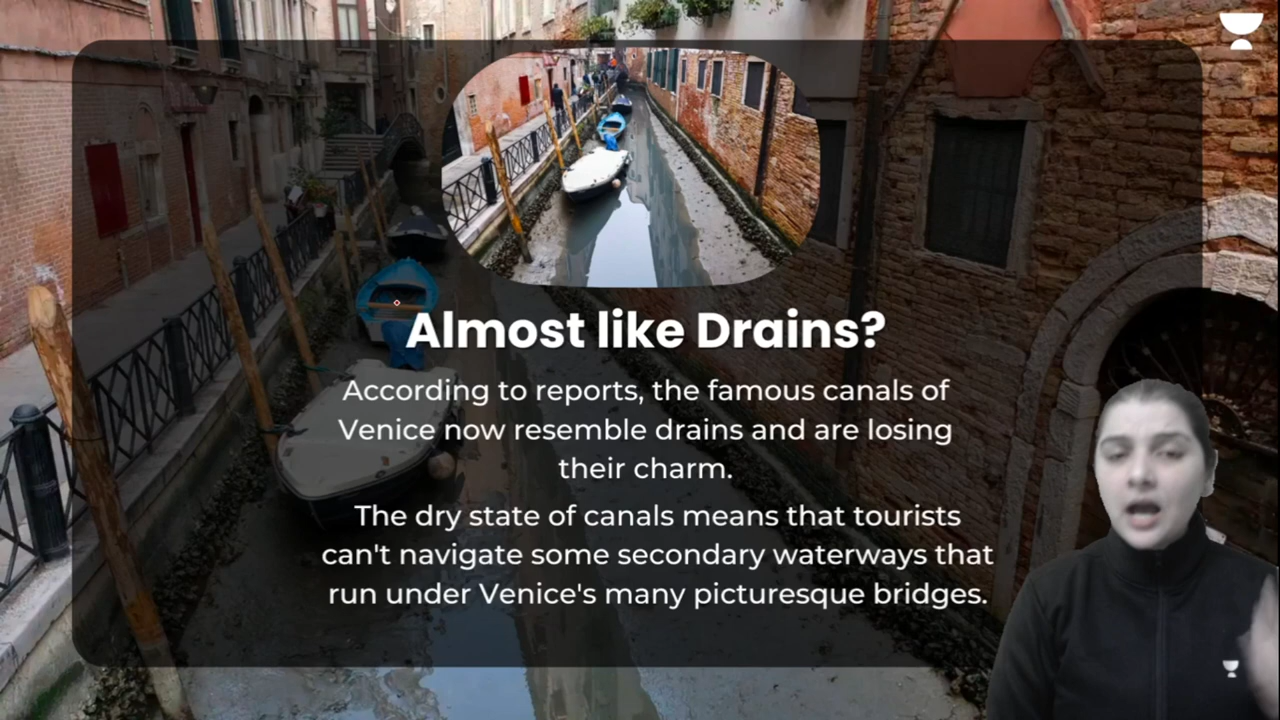 Almost like Drains?
According to reports, the famous canals of
Venice now resemble drains and are losing
their charm.
The dry state of canals means that tourists
can't navigate some secondary waterways that
run under Venice's many picturesque bridges.